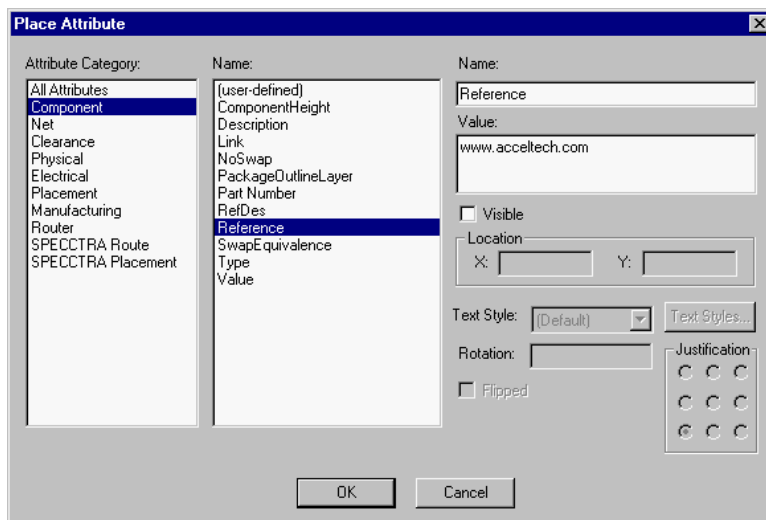 Place Attribute
Attribute Category:
All Attributes
Component
Net
Clearance
Physical
Electrical
Placement
Manufacturing
Router
SPECCTRA Route
SPECCTRA Placement
Name:
(user-defined)
ComponentHeight
Description
Link
NoSwap
PackageOutlineLayer
Part Number
RefDes
Reference
SwapEquivalence
Type
Value
Name:
Reference
Value:
www.acceltech.com
Visible
Location
X: Y:
Text Style: (Default) Text Styles...
Rotation:
Flipped
Justification
OK Cancel